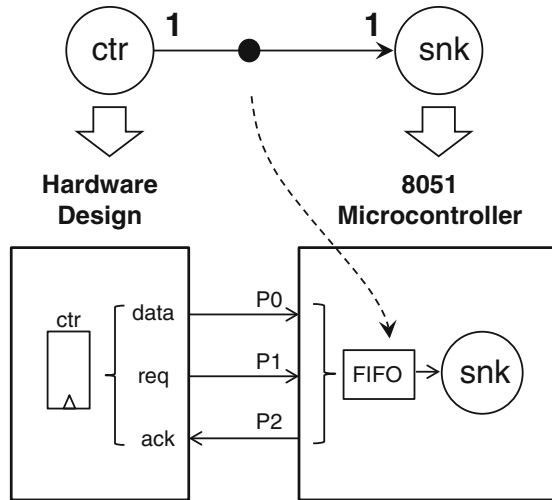 1 1
ctr snk
Hardware
Design
8051
Microcontroller
ctr
data
req
ack
P0
P1
P2
FIFO
snk